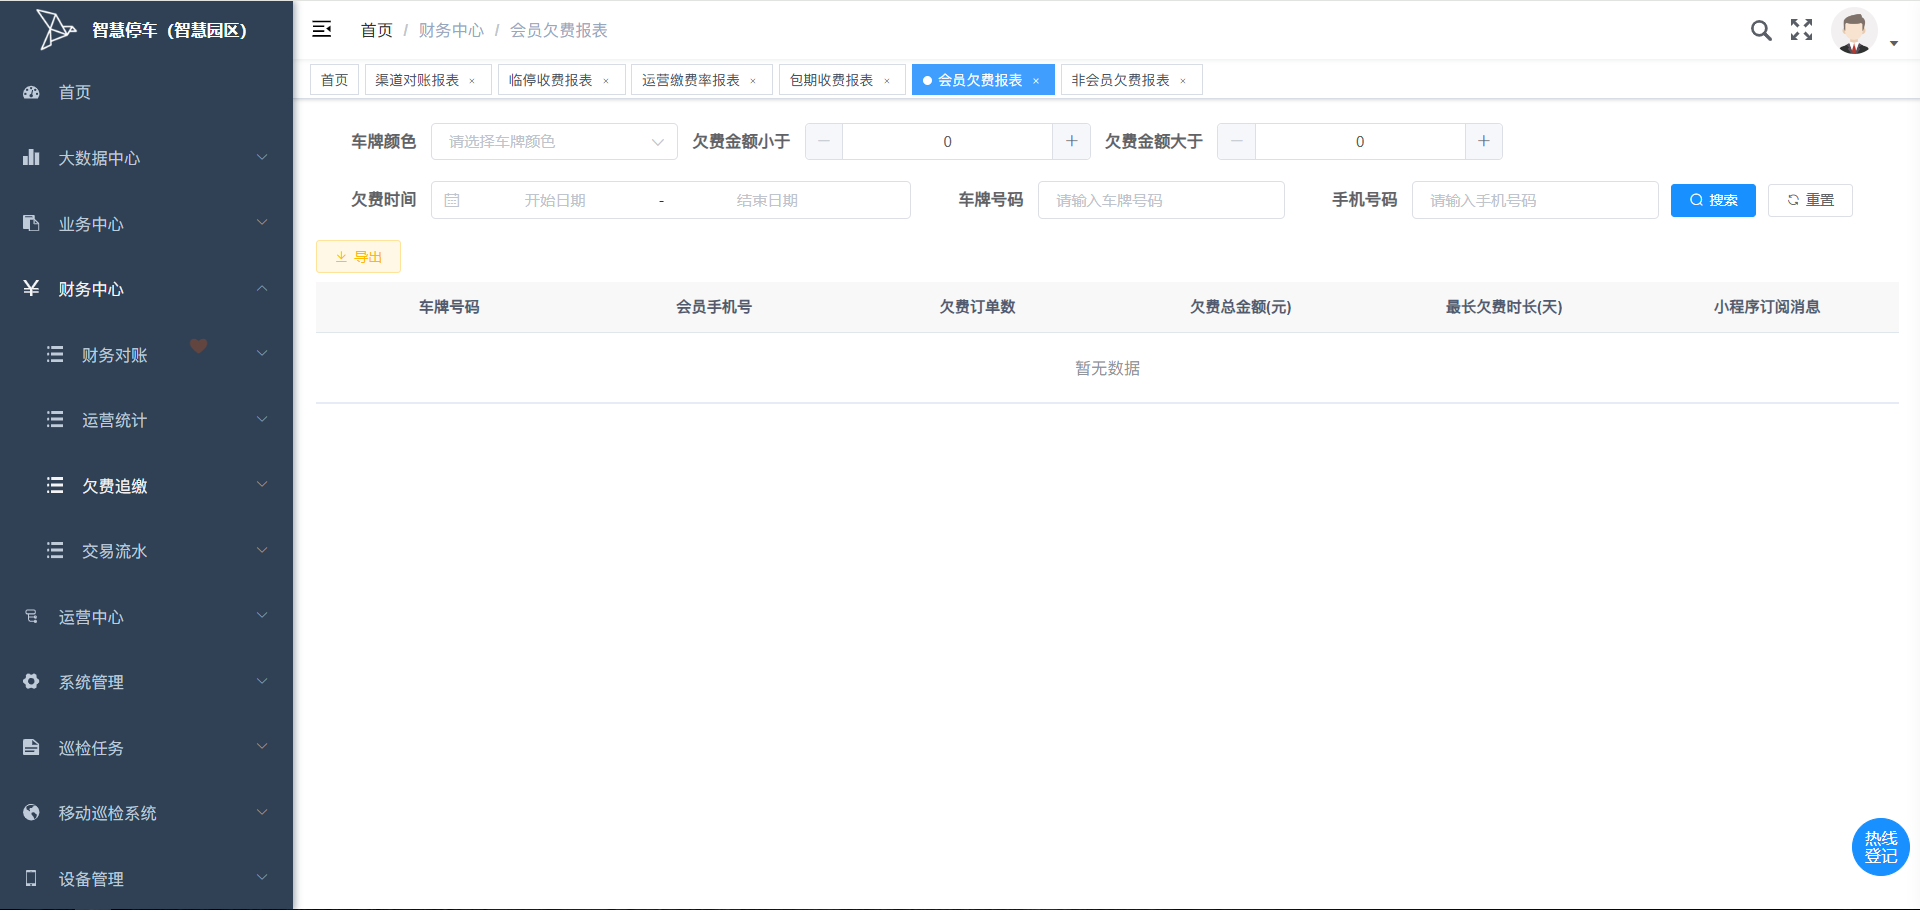 智慧停车（智慧园区）
首页
大数据中心
业务中心
财务中心
财务对账
运营统计
欠费追缴
交易流水
运营中心
系统管理
巡检任务
移动巡检系统
设备管理
首页 / 财务中心 / 会员欠费报表
首页 渠道对账报表 × 临停收费报表 × 运营缴费率报表 × 包期收费报表 × 会员欠费报表 × 非会员欠费报表 ×
车牌颜色 请选择车牌颜色 欠费金额小于 − 0 + 欠费金额大于 − 0 +
欠费时间 开始日期 - 结束日期 车牌号码 请输入车牌号码 手机号码 请输入手机号码 搜索 重置
导出
车牌号码 会员手机号 欠费订单数 欠费总金额(元) 最长欠费时长(天) 小程序订阅消息
暂无数据
热线
登记